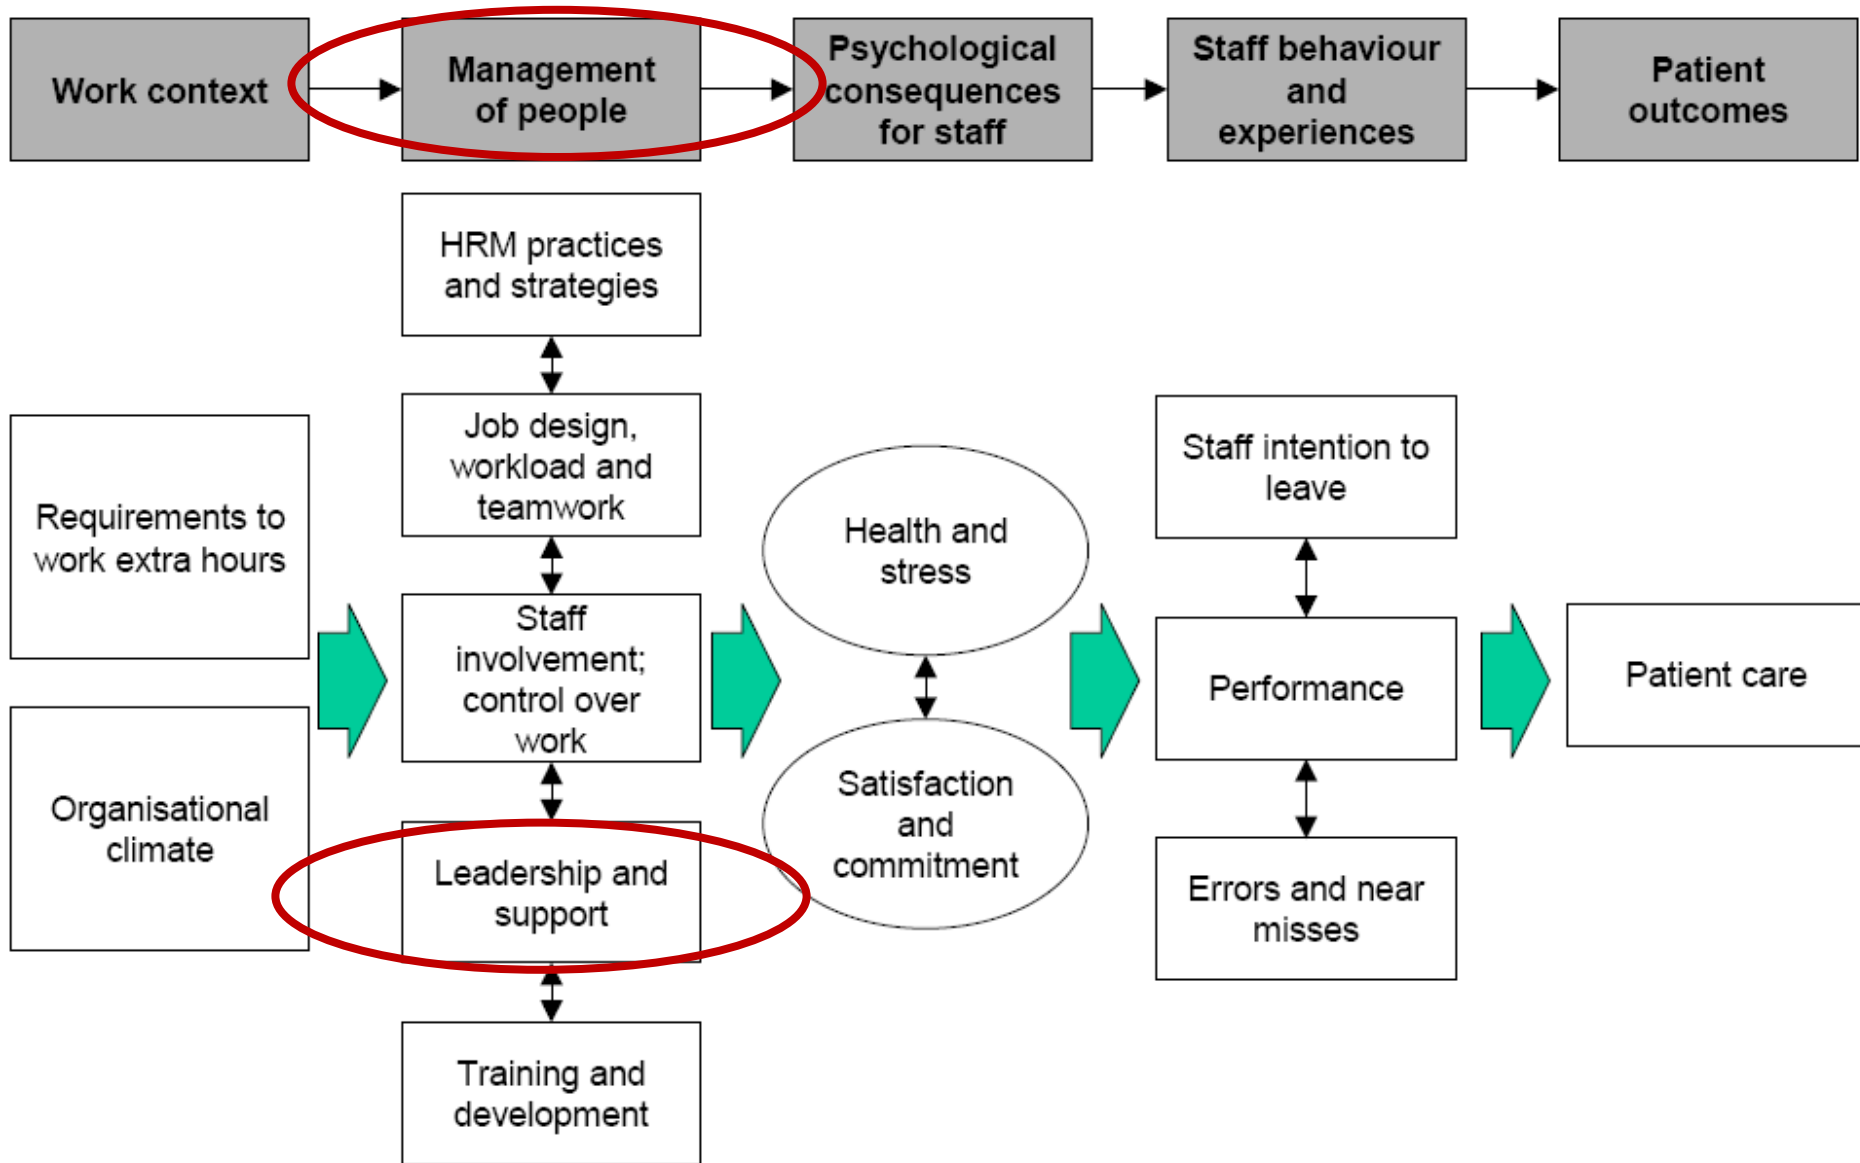 Work context
Management
of people
Psychological
consequences
for staff
Staff behaviour
and
experiences
Patient
outcomes
HRM practices
and strategies
Job design,
workload and
teamwork
Requirements to
work extra hours
Staff
involvement;
control over
work
Organisational
climate
Leadership and
support
Training and
development
Health and
stress
Satisfaction
and
commitment
Staff intention to
leave
Performance
Errors and near
misses
Patient care